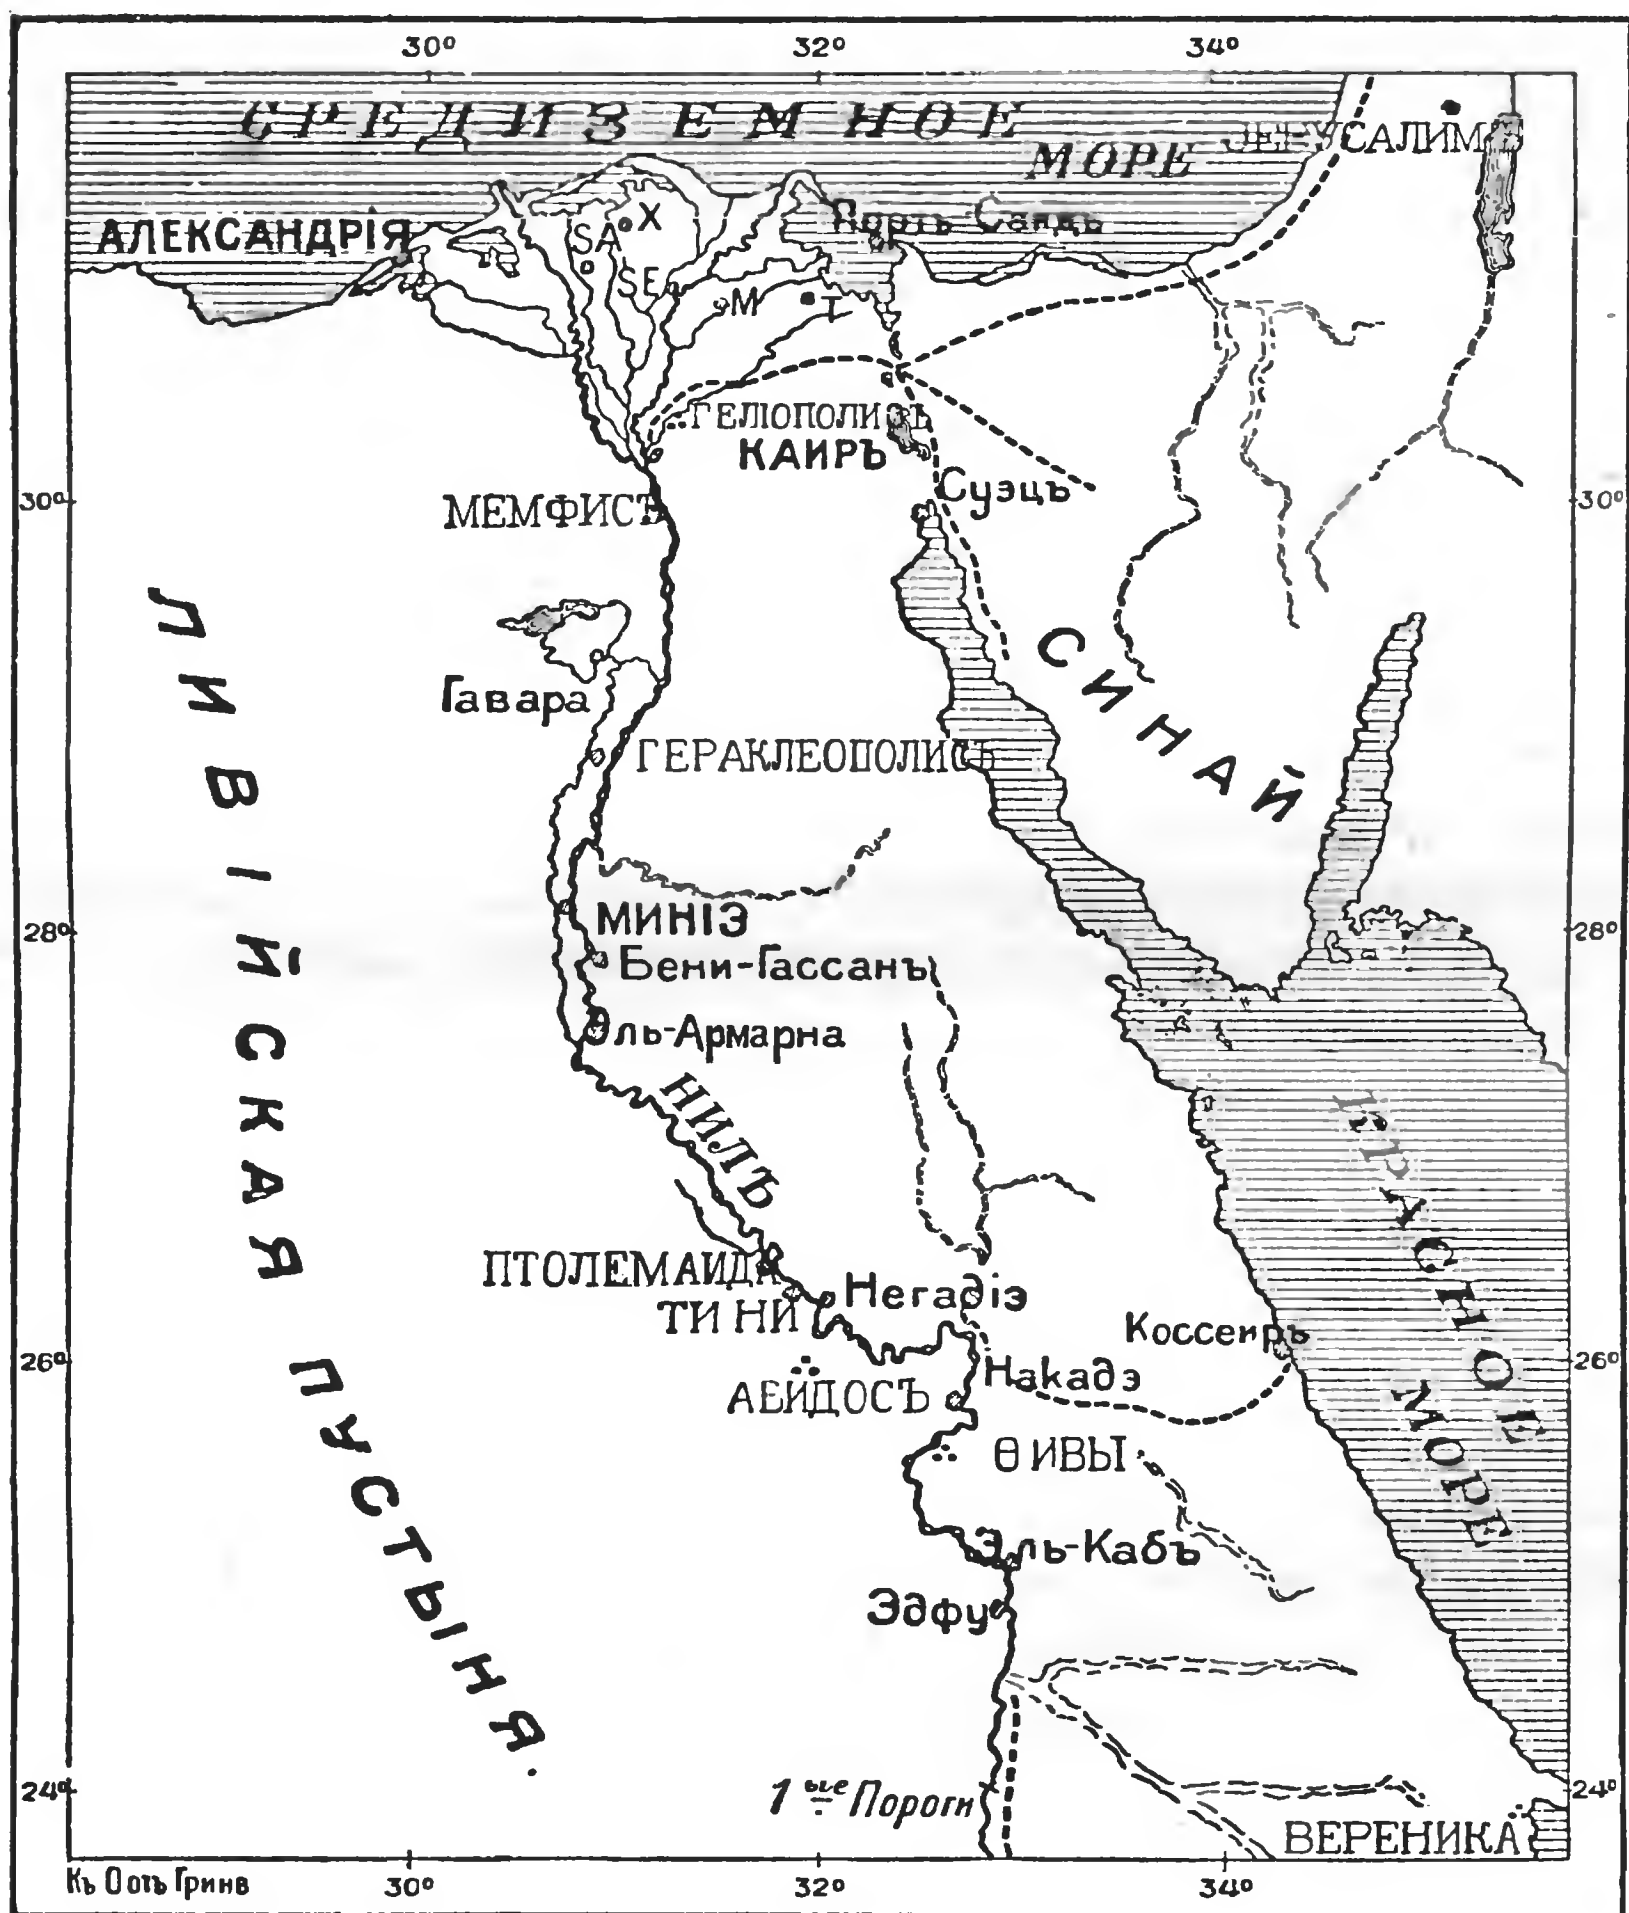 30° 32° 34°
СРЕДИЗЕМНОЕ
МОРЕ
ІЕРУСАЛИМЪ
АЛЕКСАНДРІЯ
Портъ-Саидъ
X
SA
SE
M
T
ГЕЛІОПОЛИСЪ
КАИРЪ
30° 30°
МЕМФИСЪ
Суэцъ
СИНАЙ
Гавара
ГЕРАКЛЕОПОЛИСЪ
ЛИВІЙСКАЯ ПУСТЫНЯ.
28° 28°
МИНІЭ
Бени-Гассанъ
Эль-Армарна
НИЛЪ
КРАСНОЕ
МОРЕ
ПТОЛЕМАИДА
ТИНИ
Негадіэ
Коссеиръ
26° 26°
Накадэ
АБИДОСЪ
ѲИВЫ
Эль-Кабъ
Эдфу
24° 24°
1ые Пороги
ВЕРЕНИКА
Къ О отъ Гринв
30° 32° 34°